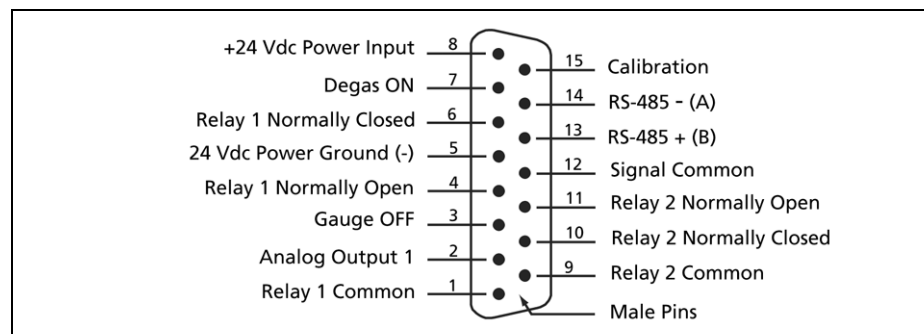 +24 Vdc Power Input 8
Degas ON 7
Relay 1 Normally Closed 6
24 Vdc Power Ground (-) 5
Relay 1 Normally Open 4
Gauge OFF 3
Analog Output 1 2
Relay 1 Common 1
15 Calibration
14 RS-485 - (A)
13 RS-485 + (B)
12 Signal Common
11 Relay 2 Normally Open
10 Relay 2 Normally Closed
9 Relay 2 Common
Male Pins